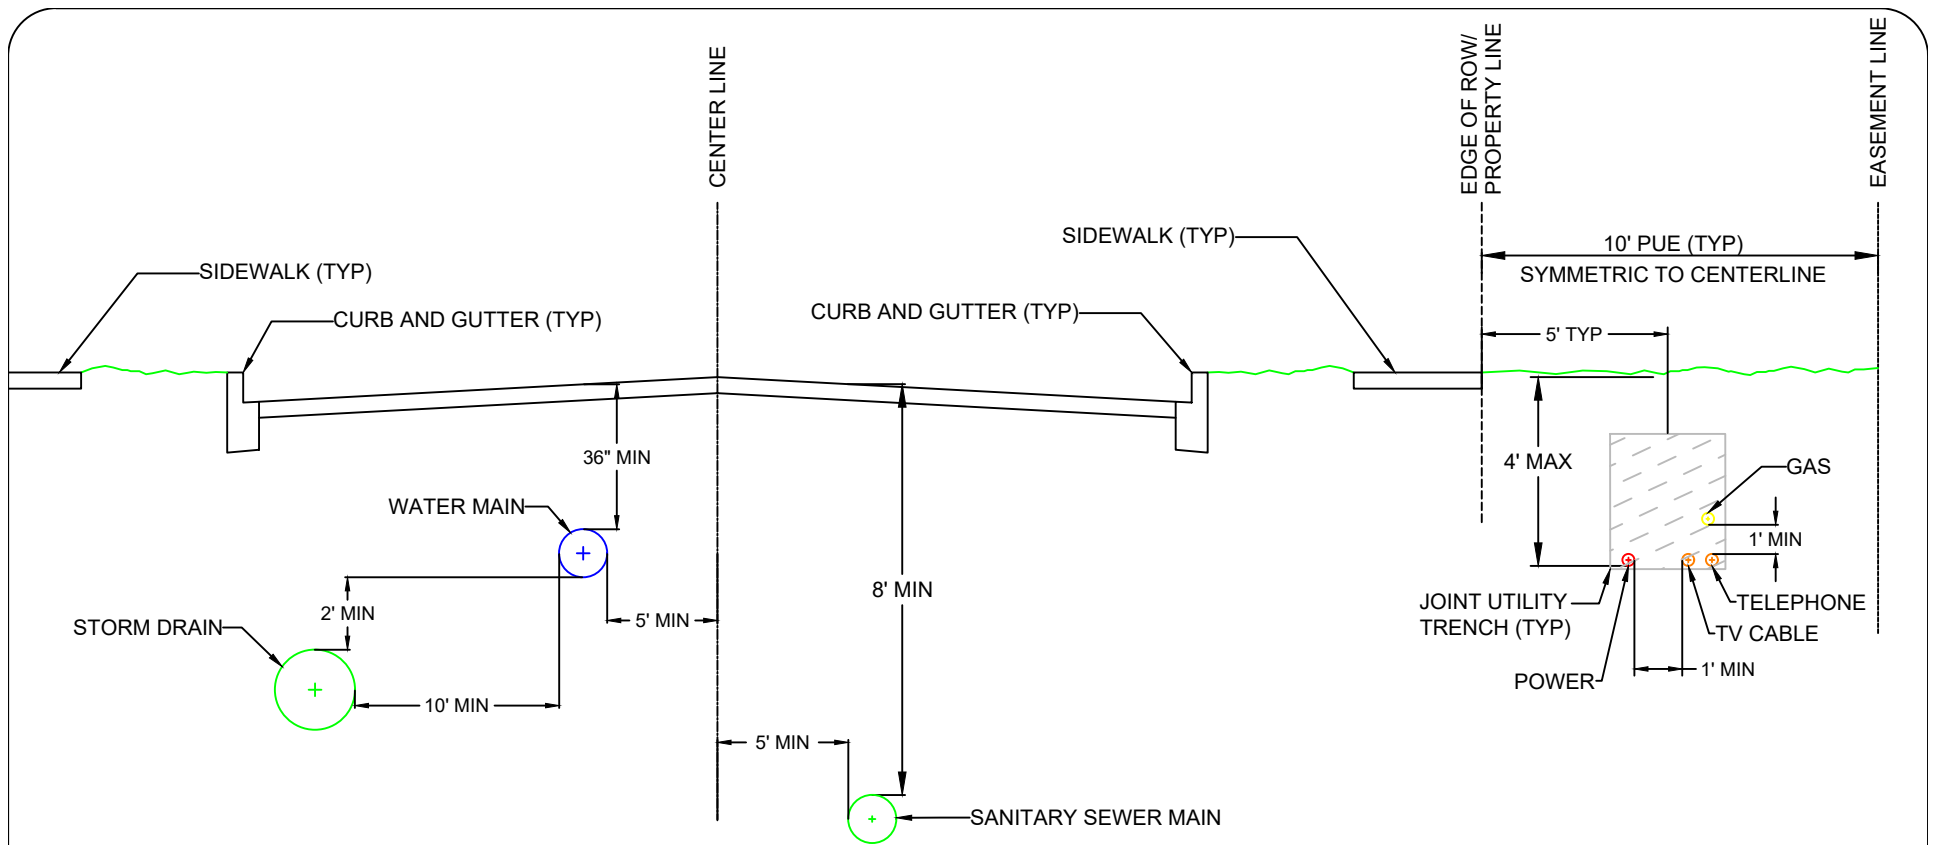 CENTER LINE
EDGE OF ROW/
PROPERTY LINE
EASEMENT LINE
SIDEWALK (TYP)
10' PUE (TYP)
SYMMETRIC TO CENTERLINE
SIDEWALK (TYP)
CURB AND GUTTER (TYP)
CURB AND GUTTER (TYP)
5' TYP
36" MIN
4' MAX
GAS
WATER MAIN
1' MIN
8' MIN
2' MIN
5' MIN
STORM DRAIN
JOINT UTILITY
TRENCH (TYP)
TELEPHONE
TV CABLE
1' MIN
POWER
10' MIN
5' MIN
SANITARY SEWER MAIN